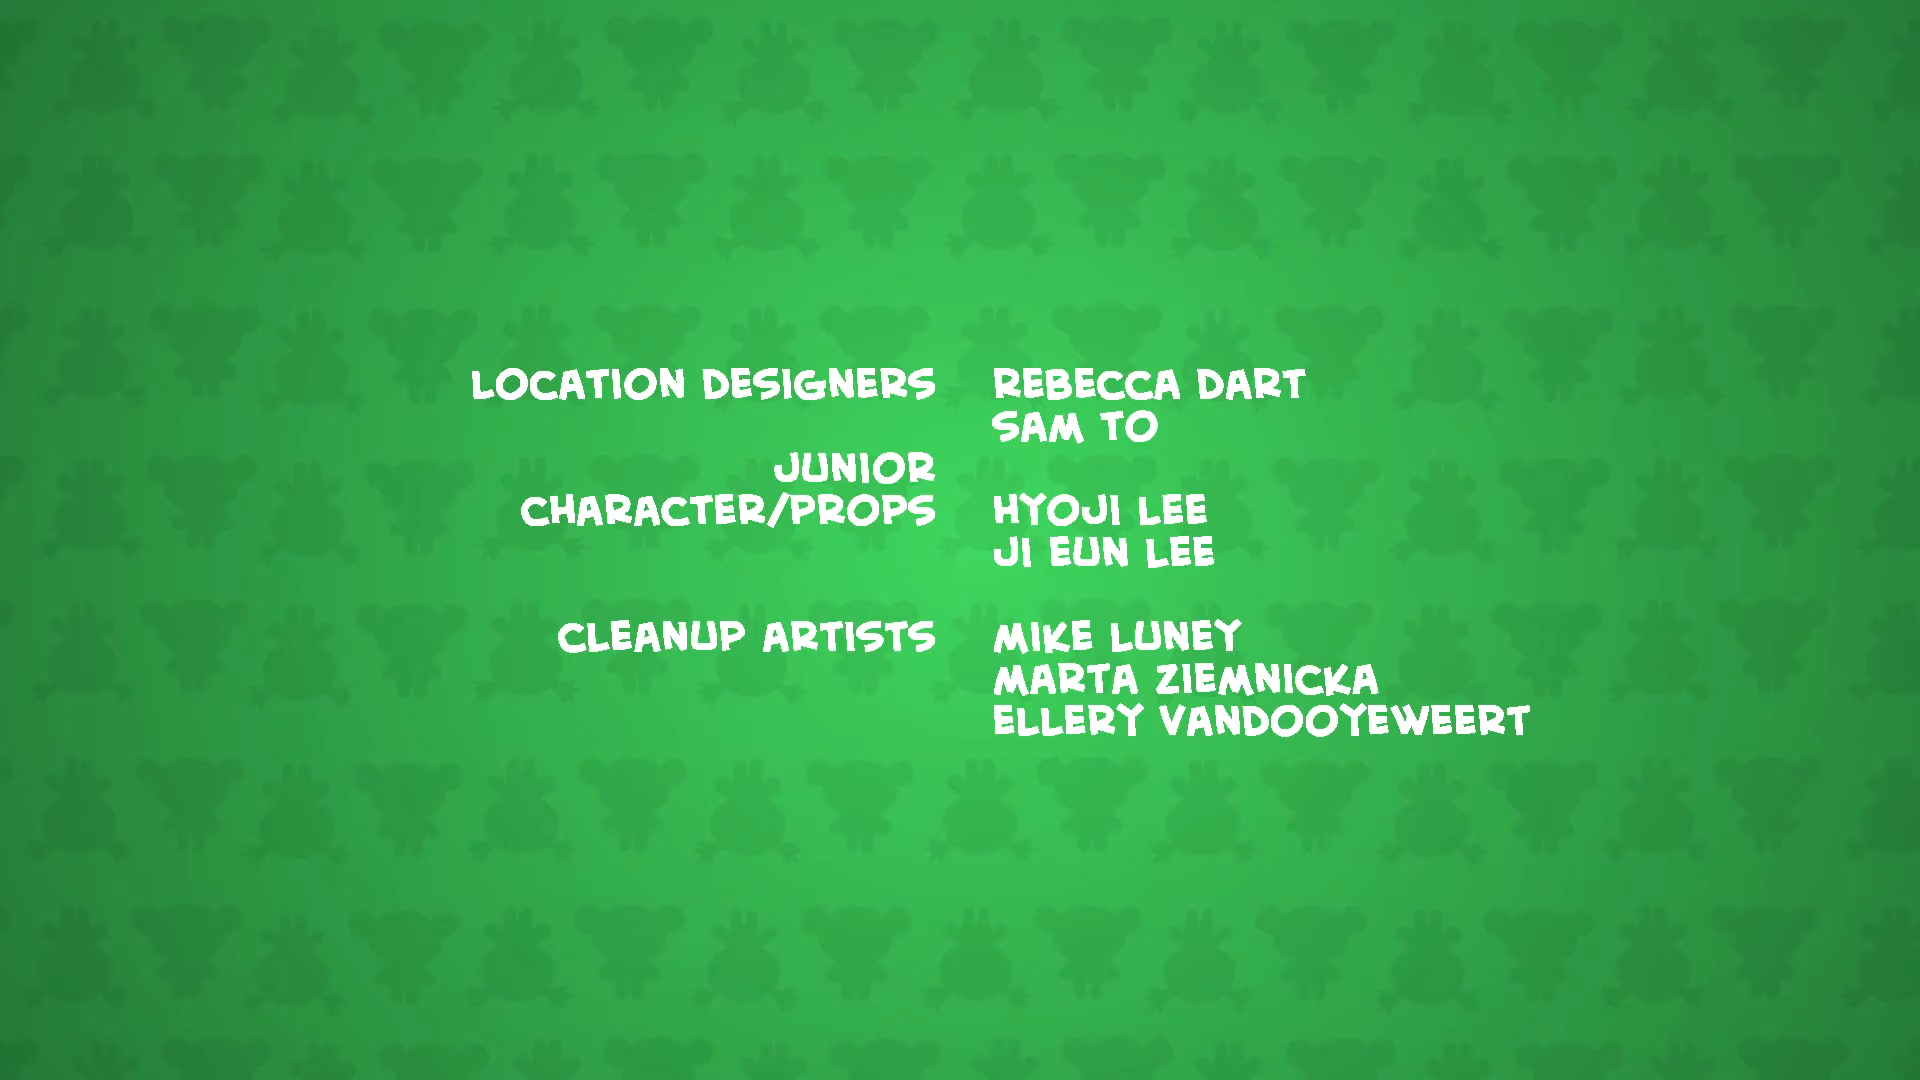 LOCATION DESIGNERS REBECCA DART
SAM TO
JUNIOR
CHARACTER/PROPS HYOJI LEE
JI EUN LEE
CLEANUP ARTISTS MIKE LUNEY
MARTA ZIEMNICKA
ELLERY VANDOOYEWEERT